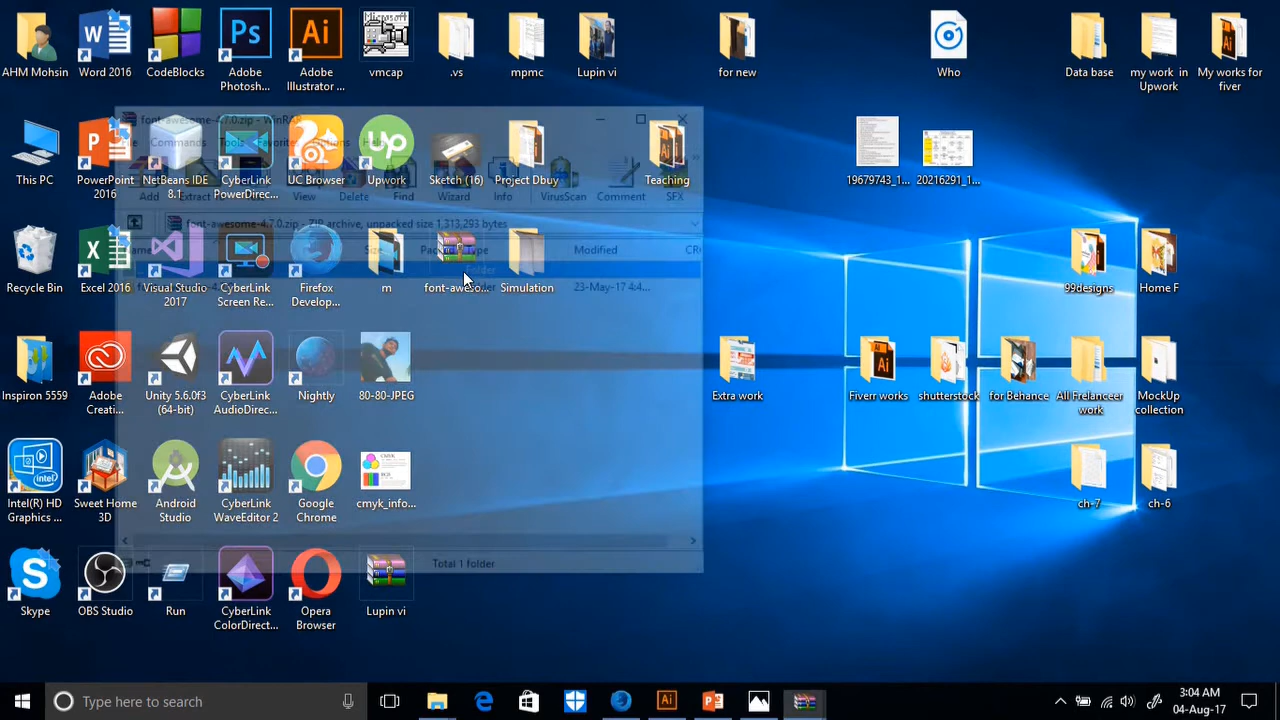 AHM Mohsin
Word 2016
CodeBlocks
Adobe
Photosh...
Adobe
Illustrator ...
Microsoft
vmcap
.vs
mpmc
Lupin vi
for new
Who
Data base
my work in
Upwork
My works for
fiver
font-awesome-4.7.0.zip - WinRAR
Commands Tools Favorites Options Help
This PC
PowerPoint
2016
NetBeans IDE
8.1
CyberLink
PowerDirec...
UC Browser
Upwork
Sketch (16)
Project Dbuy
Teaching
19679743_1...
20216291_1...
Add Extract View Delete Find Wizard Info VirusScan Comment SFX
font-awesome-4.7.0.zip - ZIP archive, unpacked size 1,313,293 bytes
Name Size Packed Type Modified CRC
Folder
23-May-17 4:4...
Recycle Bin
Excel 2016
Visual Studio
2017
CyberLink
Screen Re...
Firefox
Develop...
m
font-aweso...
Simulation
99designs
Home F
Inspiron 5559
Adobe
Creati...
Unity 5.6.0f3
(64-bit)
CyberLink
AudioDirec...
Nightly
80-80-JPEG
Extra work
Fiverr works
shutterstock
for Behance
All Frelanceer
work
MockUp
collection
Intel(R) HD
Graphics ...
Sweet Home
3D
Android
Studio
CyberLink
WaveEditor 2
Google
Chrome
cmyk_info...
ch-7
ch-6
Total 1 folder
Skype
OBS Studio
Run
CyberLink
ColorDirect...
Opera
Browser
Lupin vi
Type here to search
3:04 AM
04-Aug-17